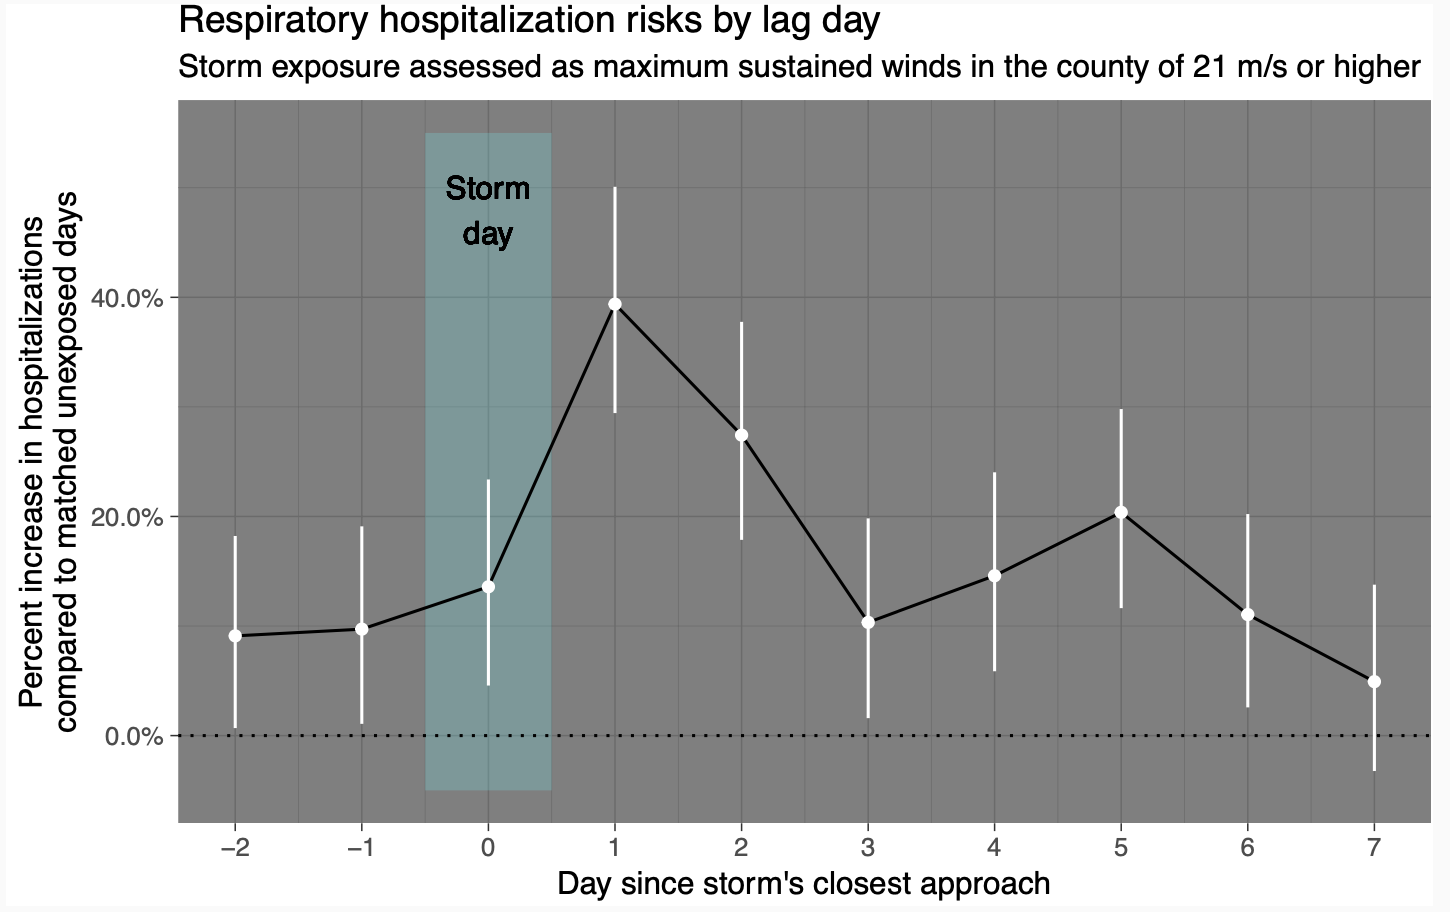 Respiratory hospitalization risks by lag day
Storm exposure assessed as maximum sustained winds in the county of 21 m/s or higher
Percent increase in hospitalizations
compared to matched unexposed days
Storm
day
40.0%
20.0%
0.0%
−2 −1 0 1 2 3 4 5 6 7
Day since storm's closest approach